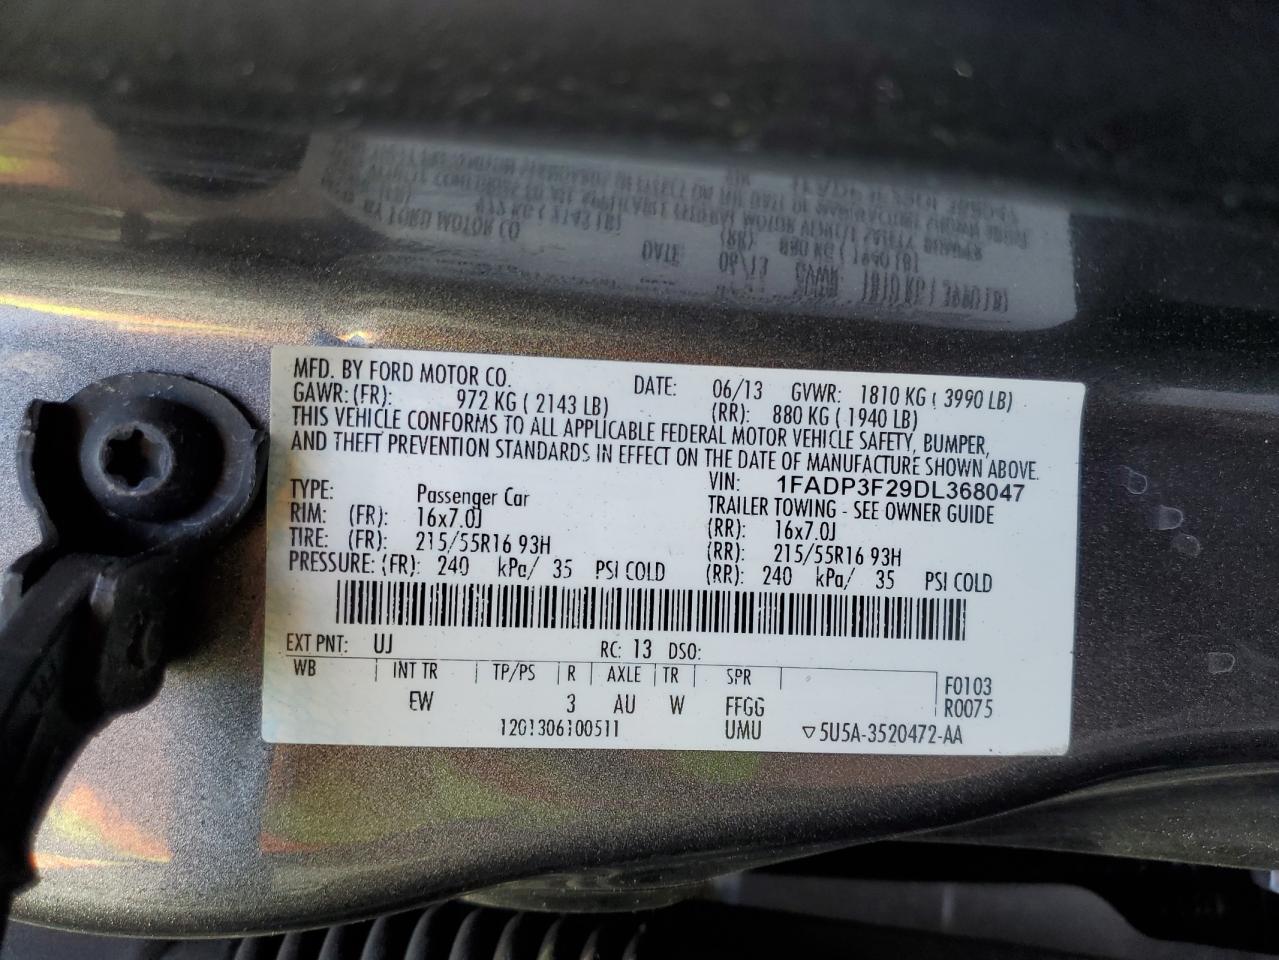 MFD. BY FORD MOTOR CO. DATE: 06/13 GVWR: 1810 KG ( 3990 LB)
GAWR: (FR): 972 KG ( 2143 LB) (RR): 880 KG ( 1940 LB)
THIS VEHICLE CONFORMS TO ALL APPLICABLE FEDERAL MOTOR VEHICLE SAFETY, BUMPER,
AND THEFT PREVENTION STANDARDS IN EFFECT ON THE DATE OF MANUFACTURE SHOWN ABOVE.
VIN: 1FADP3F29DL368047
TYPE: Passenger Car TRAILER TOWING - SEE OWNER GUIDE
RIM: (FR): 16x7.0J (RR): 16x7.0J
TIRE: (FR): 215/55R16 93H (RR): 215/55R16 93H
PRESSURE: (FR): 240 kPa/ 35 PSI COLD (RR): 240 kPa/ 35 PSI COLD
EXT PNT: UJ RC: 13 DSO:
WB INT TR TP/PS R AXLE TR SPR F0103
EW 3 AU W FFGG R0075
1201306100511 UMU ▽5U5A-3520472-AA